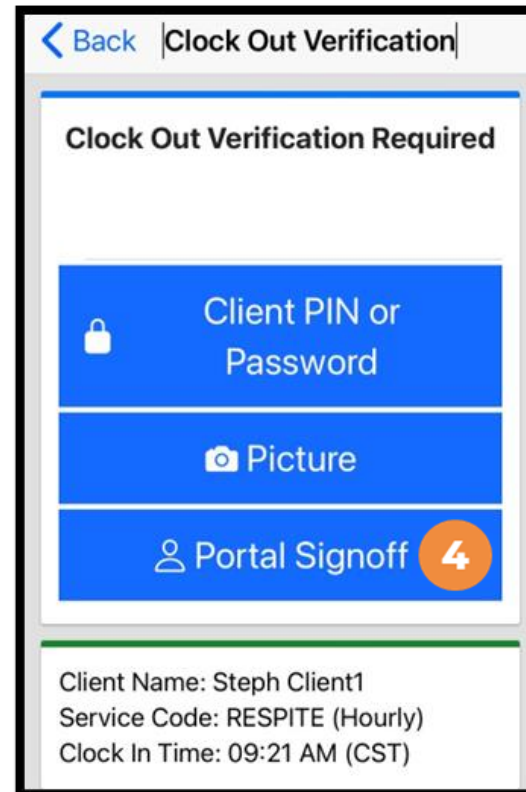 Back Clock Out Verification
Clock Out Verification Required
Client PIN or
Password
Picture
Portal Signoff 4
Client Name: Steph Client1
Service Code: RESPITE (Hourly)
Clock In Time: 09:21 AM (CST)